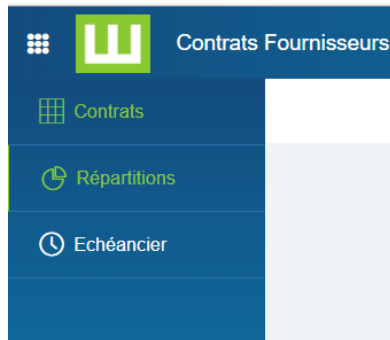 Contrats Fournisseurs
Contrats
Répartitions
Echéancier